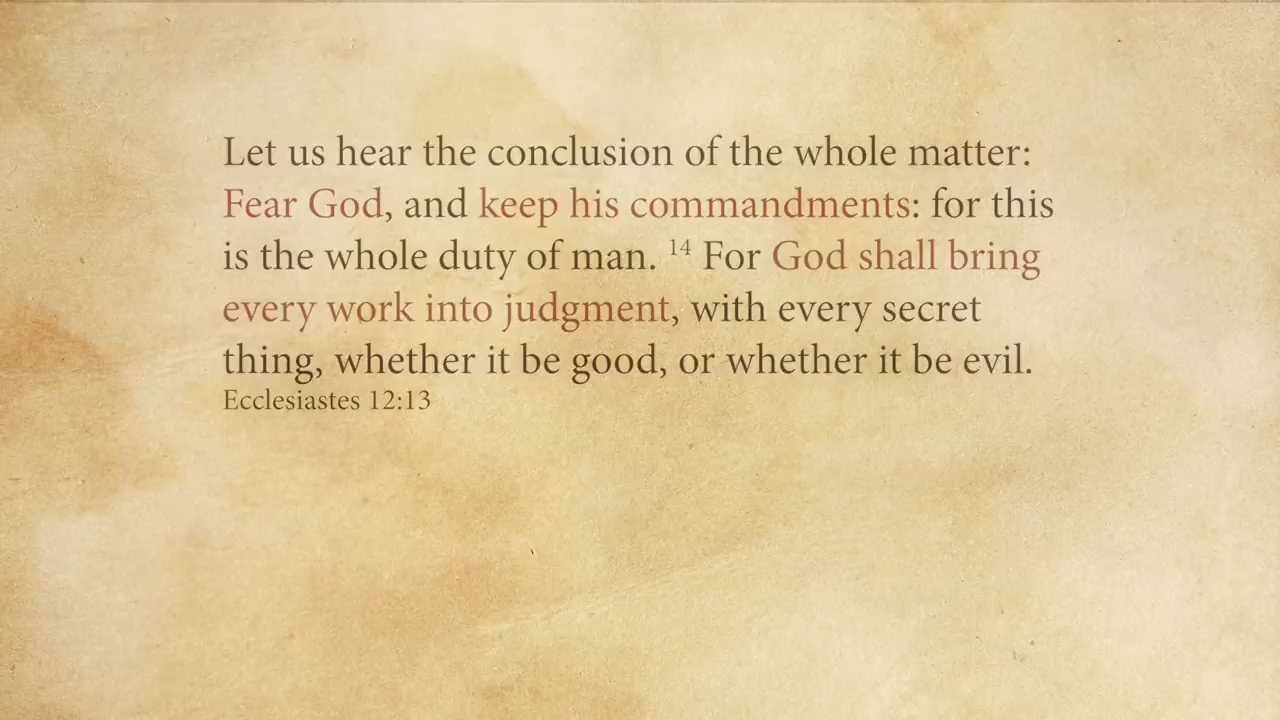 Let us hear the conclusion of the whole matter:
Fear God, and keep his commandments: for this
is the whole duty of man. 14 For God shall bring
every work into judgment, with every secret
thing, whether it be good, or whether it be evil.
Ecclesiastes 12:13